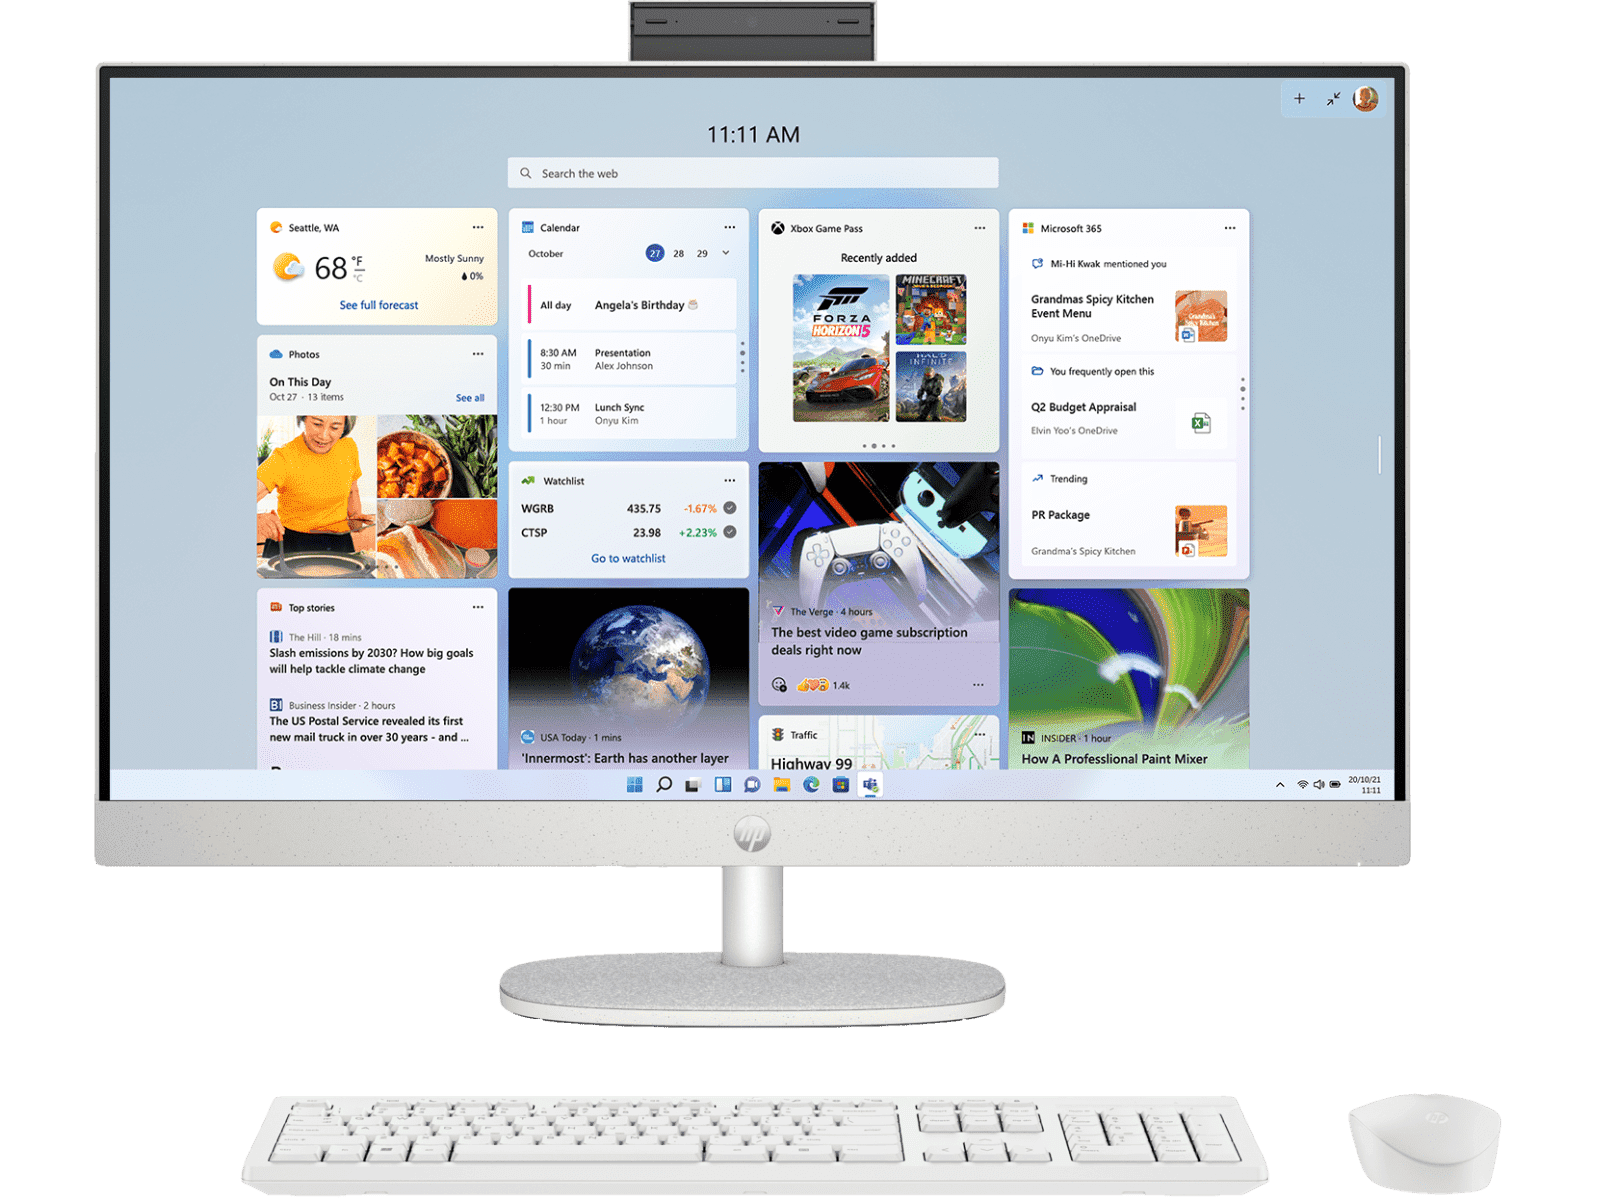 11:11 AM
Search the web
Seattle, WA
68 °F
°C
Mostly Sunny
0%
See full forecast
Photos
On This Day
Oct 27 · 13 items
See all
Top stories
The Hill · 18 mins
Slash emissions by 2030? How big goals
will help tackle climate change
Business Insider · 2 hours
The US Postal Service revealed its first
new mail truck in over 30 years - and ...
Calendar
October
27 28 29
All day
Angela's Birthday
8:30 AM
30 min
Presentation
Alex Johnson
12:30 PM
1 hour
Lunch Sync
Onyu Kim
Watchlist
WGRB 435.75 -1.67%
CTSP 23.98 +2.23%
Go to watchlist
USA Today · 1 mins
'Innermost': Earth has another layer
Xbox Game Pass
Recently added
FORZA
HORIZON 5
MINECRAFT
HALO
INFINITE
The Verge · 4 hours
The best video game subscription
deals right now
1.4k
Traffic
Highway 99
Microsoft 365
Mi-Hi Kwak mentioned you
Grandmas Spicy Kitchen
Event Menu
Onyu Kim's OneDrive
Grandma's
Spicy Kitchen
You frequently open this
Q2 Budget Appraisal
Elvin Yoo's OneDrive
Trending
PR Package
Grandma's Spicy Kitchen
IN INSIDER · 1 hour
How A Professional Paint Mixer
20/10/21
11:11
hp